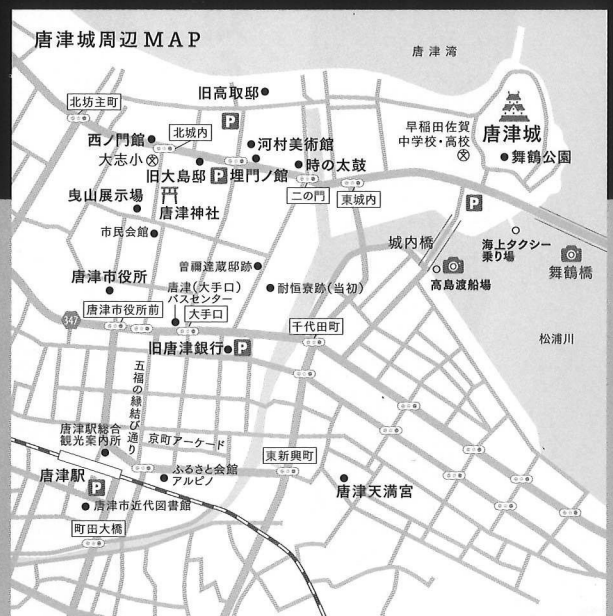 唐津城周辺MAP
唐津湾
旧高取邸
北坊主町
P
早稲田佐賀
中学校・高校
唐津城
舞鶴公園
西ノ門館
北城内
河村美術館
大志小
文
旧大島邸
P
埋門ノ館
時の太鼓
二の門
東城内
P
曳山展示場
唐津神社
市民会館
城内橋
海上タクシー
乗り場
舞鶴橋
高島渡船場
曽禰達蔵邸跡
耐恒寮跡(当初)
唐津市役所
唐津(大手口)
バスセンター
唐津市役所前
大手口
347
千代田町
松浦川
旧唐津銀行
P
五福の縁結び通り
唐津駅総合
観光案内所
京町アーケード
東新興町
ふるさと会館
アルピノ
唐津駅
P
唐津天満宮
唐津市近代図書館
町田大橋